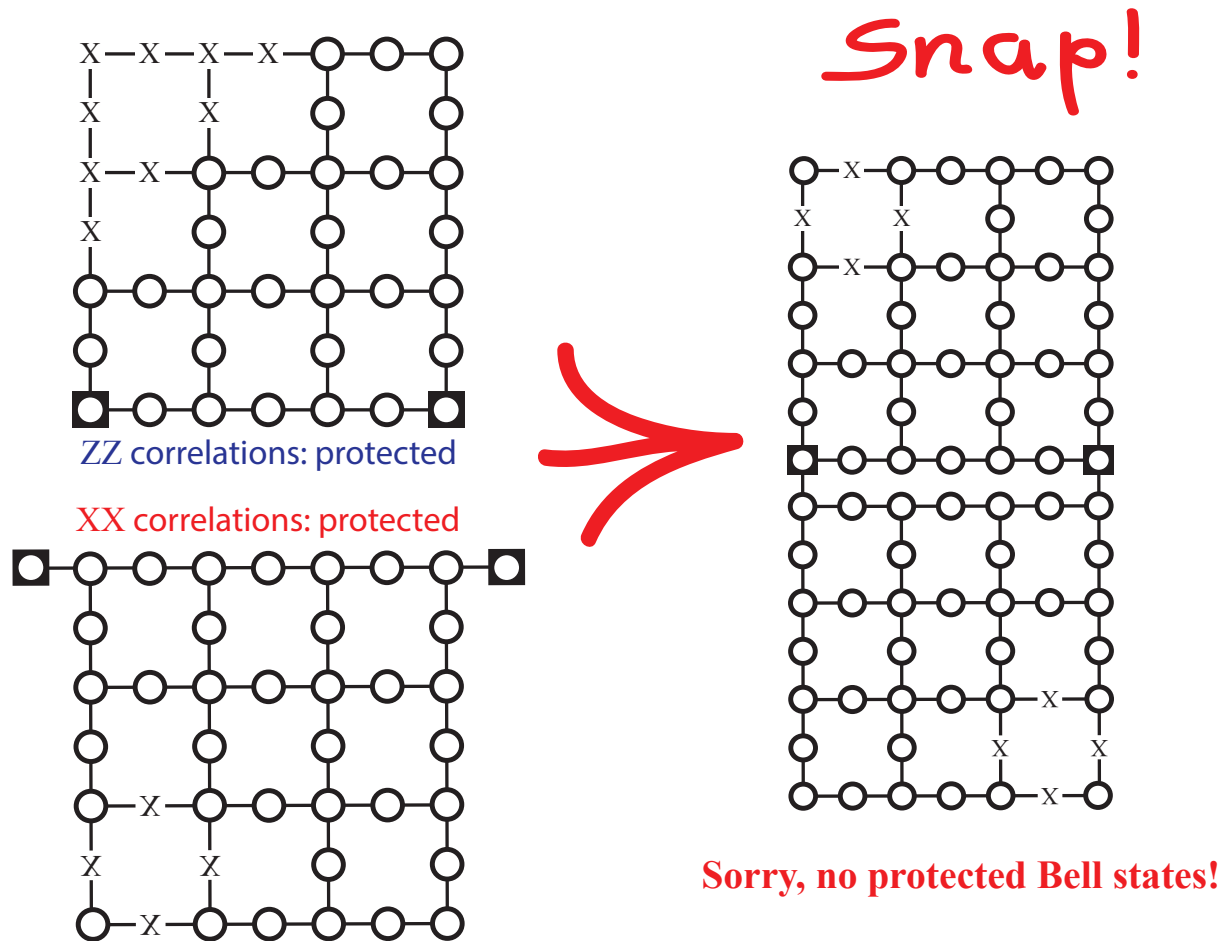 X X X X
X X
X X
X
ZZ correlations: protected
XX correlations: protected
X
X X
X
Snap!
X
X X
X
X
X X
X
Sorry, no protected Bell states!